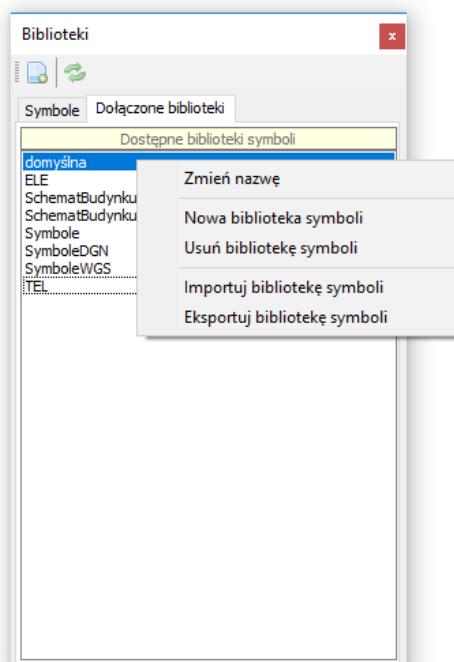 Biblioteki
x
Symbole Dołączone biblioteki
Dostępne biblioteki symboli
domyślna
ELE
SchematBudynku
SchematBudynku
Symbole
SymboleDGN
SymboleWGS
TEL
Zmień nazwę
Nowa biblioteka symboli
Usuń bibliotekę symboli
Importuj bibliotekę symboli
Eksportuj bibliotekę symboli